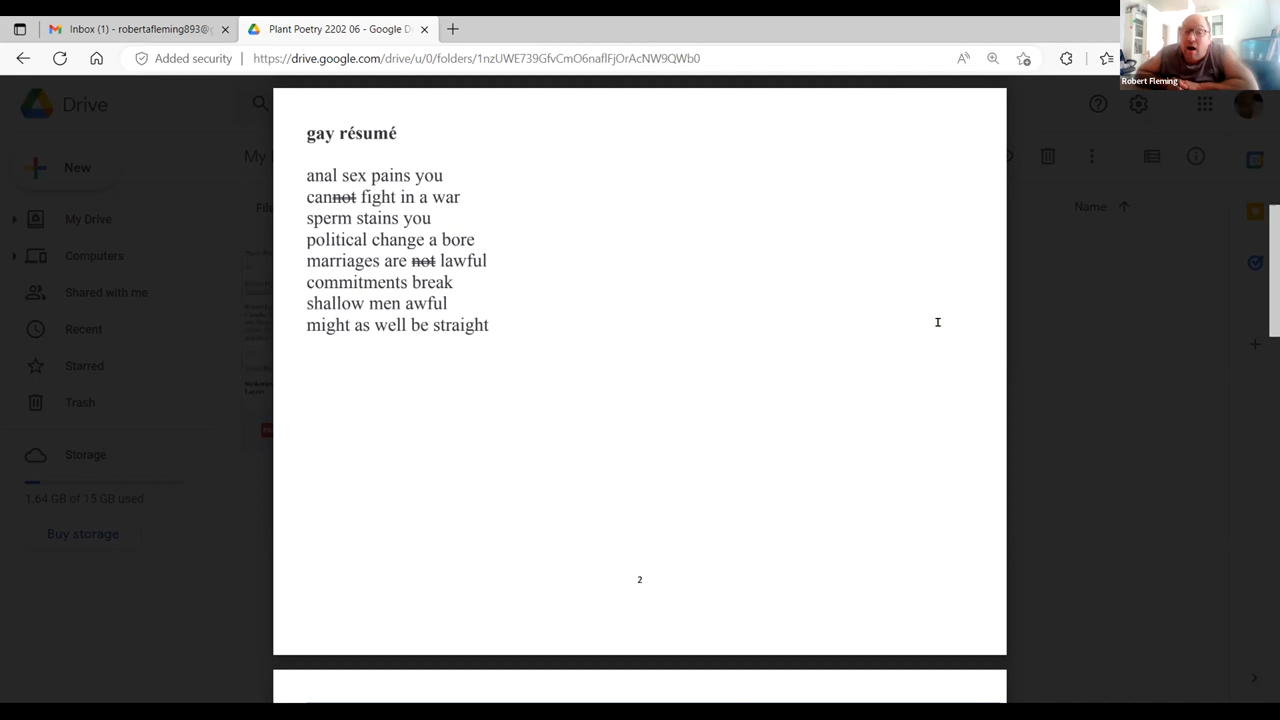 Inbox (1) - robertafleming893@g
Plant Poetry 2202 06 - Google D
Added security
https://drive.google.com/drive/u/0/folders/1nzUWE739GfvCmO6naflFjOrAcNW9QWb0
Robert Fleming
Drive
New
My Drive
Computers
Shared with me
Recent
Starred
Trash
Storage
1.64 GB of 15 GB used
Buy storage
My
Name
gay résumé
anal sex pains you
cannot fight in a war
sperm stains you
political change a bore
marriages are not lawful
commitments break
shallow men awful
might as well be straight
2